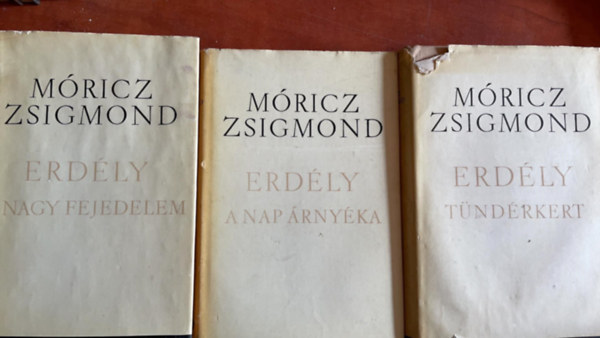 MÓRICZ
ZSIGMOND
ERDÉLY
NAGY FEJEDELEM
MÓRICZ
ZSIGMOND
ERDÉLY
A NAP ÁRNYÉKA
MÓRICZ
ZSIGMOND
ERDÉLY
TÜNDÉRKERT